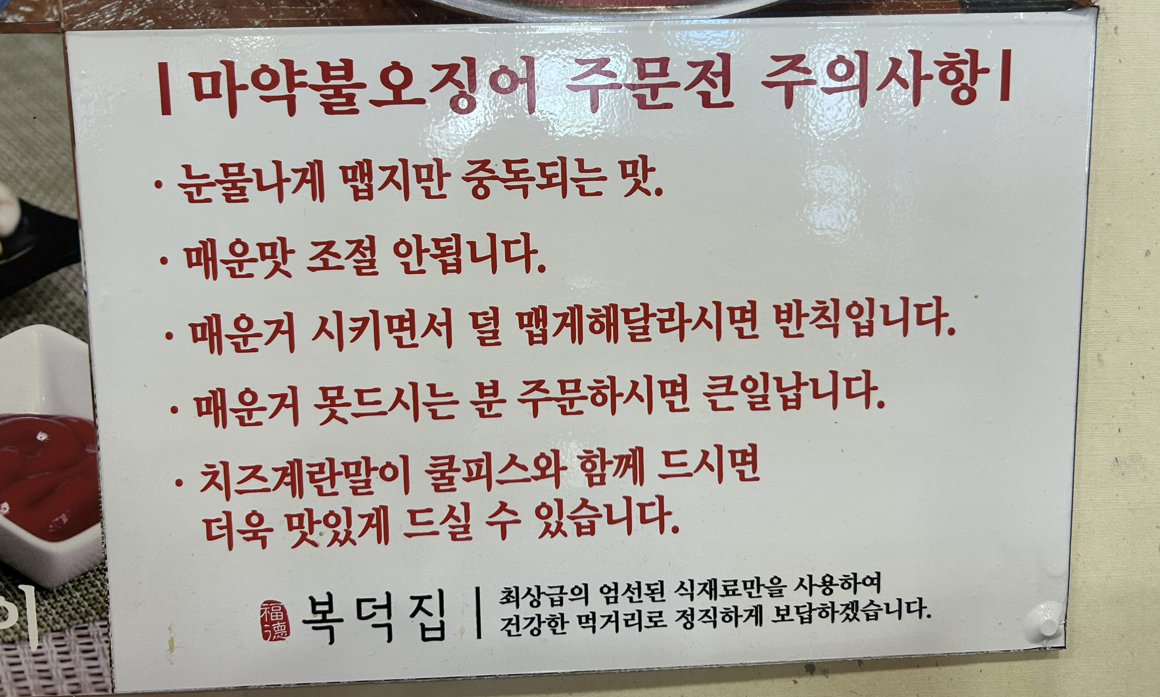 |마약불오징어 주문전 주의사항|
· 눈물나게 맵지만 중독되는 맛.
· 매운맛 조절 안됩니다.
· 매운거 시키면서 덜 맵게해달라시면 반칙입니다.
· 매운거 못드시는 분 주문하시면 큰일납니다.
· 치즈계란말이 쿨피스와 함께 드시면
더욱 맛있게 드실 수 있습니다.
福德 복덕집 | 최상급의 엄선된 식재료만을 사용하여
건강한 먹거리로 정직하게 보답하겠습니다.
이